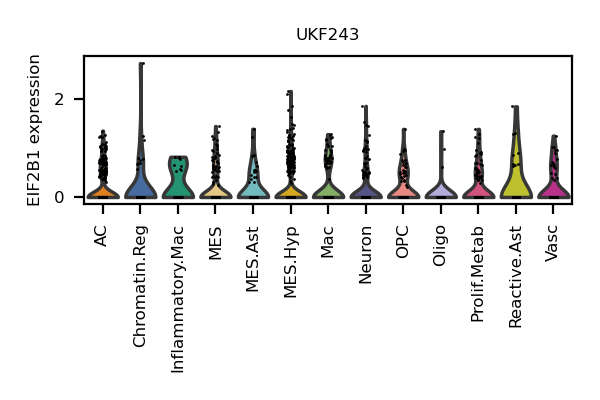 UKF243
EIF2B1 expression
2
0
AC
Chromatin.Reg
Inflammatory.Mac
MES
MES.Ast
MES.Hyp
Mac
Neuron
OPC
Oligo
Prolif.Metab
Reactive.Ast
Vasc